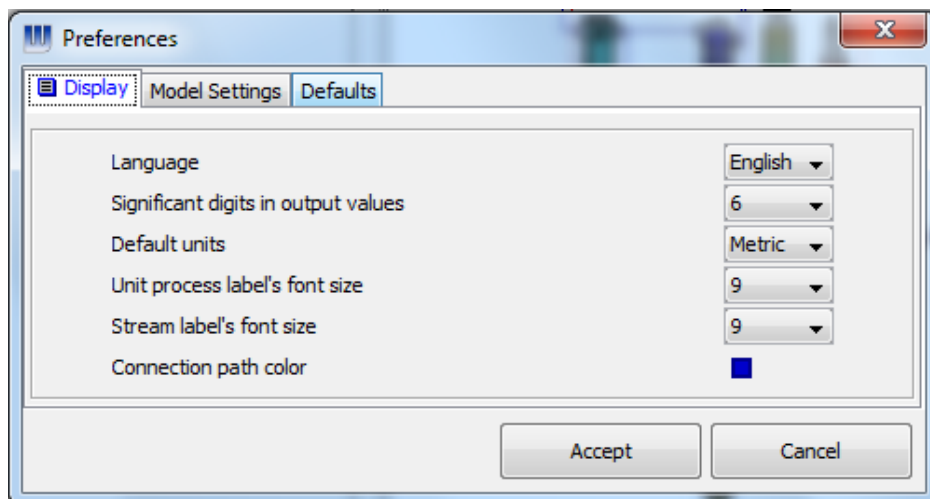 Preferences
Display Model Settings Defaults
Language English
Significant digits in output values 6
Default units Metric
Unit process label's font size 9
Stream label's font size 9
Connection path color
Accept Cancel